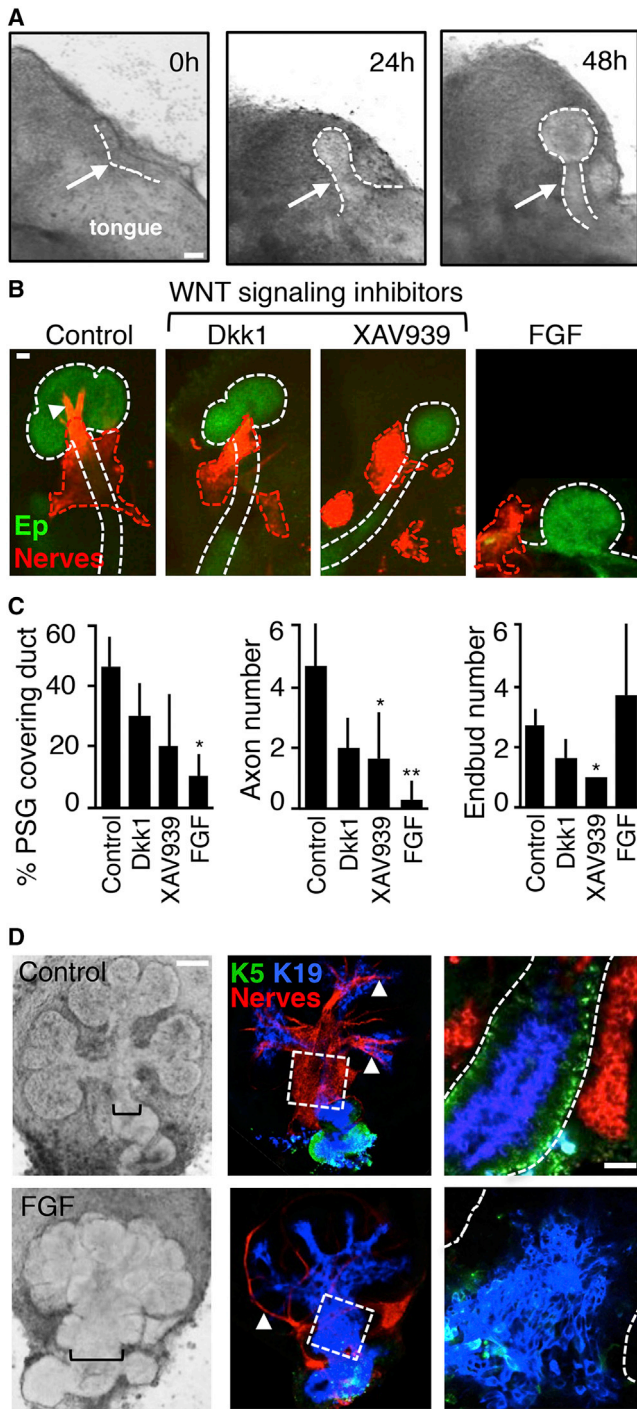 A
0h
24h
48h
tongue
B
WNT signaling inhibitors
Control
Dkk1
XAV939
FGF
Ep
Nerves
C
% PSG covering duct
60
40
20
0
*
Control
Dkk1
XAV939
FGF
Axon number
6
4
2
0
*
**
Control
Dkk1
XAV939
FGF
Endbud number
6
4
2
0
*
Control
Dkk1
XAV939
FGF
D
Control
K5 K19
Nerves
FGF